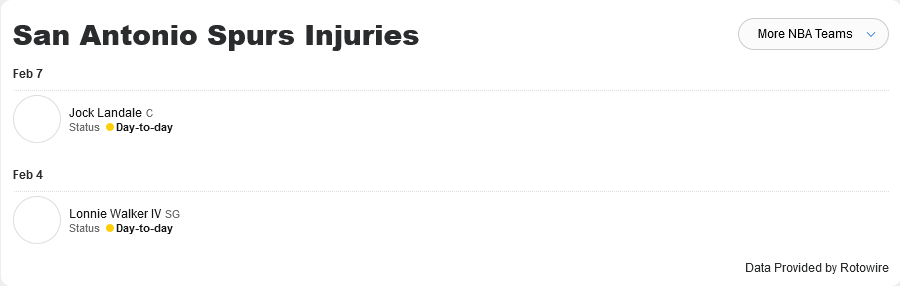 San Antonio Spurs Injuries
More NBA Teams
Feb 7
Jock Landale C
Status Day-to-day
Feb 4
Lonnie Walker IV SG
Status Day-to-day
Data Provided by Rotowire